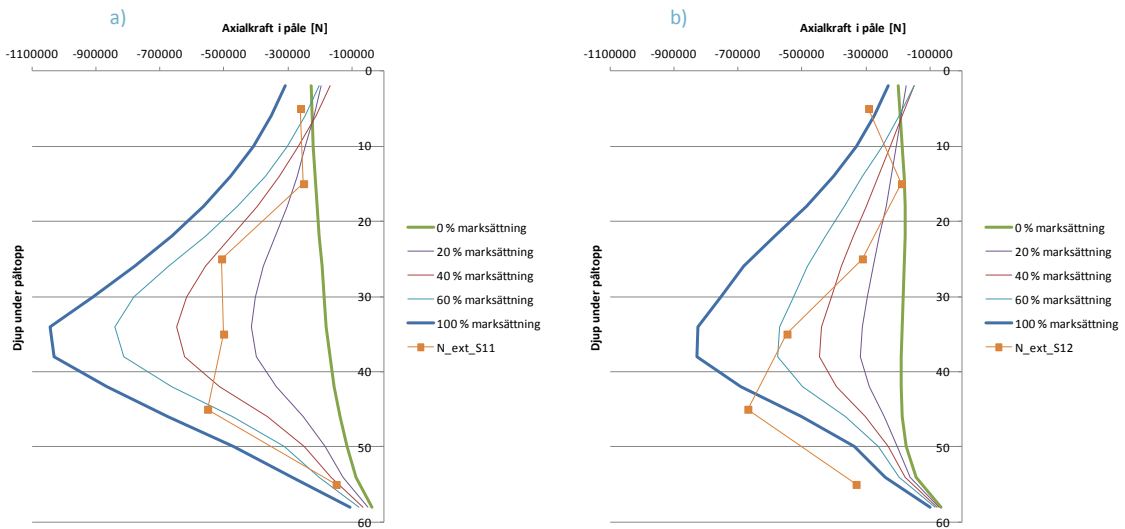 a)
Axialkraft i påle [N]
-1100000 -900000 -700000 -500000 -300000 -100000
0
10
20
30
40
50
60
Djup under påltopp
0 % marksättning
20 % marksättning
40 % marksättning
60 % marksättning
100 % marksättning
N_ext_S11
b)
Axialkraft i påle [N]
-1100000 -900000 -700000 -500000 -300000 -100000
0
10
20
30
40
50
60
Djup under påltopp
0 % marksättning
20 % marksättning
40 % marksättning
60 % marksättning
100 % marksättning
N_ext_S12